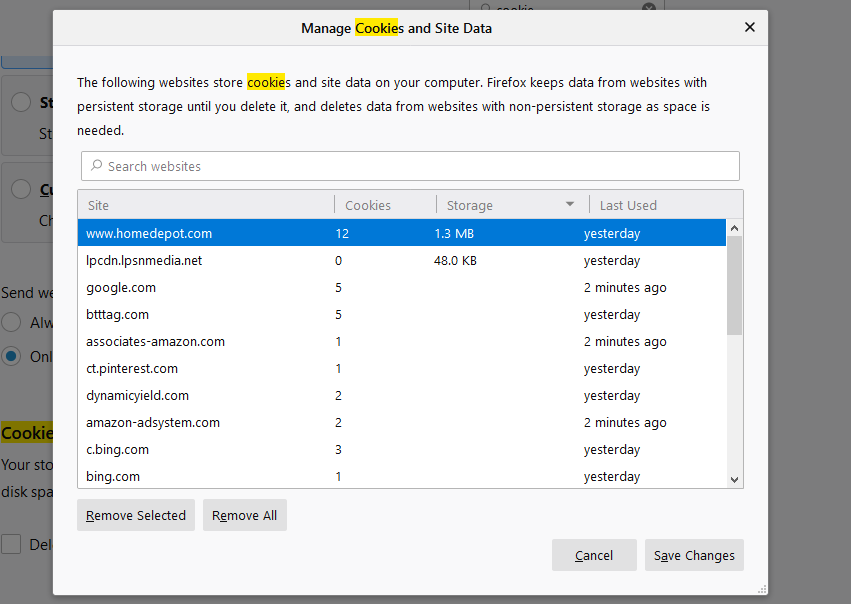 cookie
Manage Cookies and Site Data
The following websites store cookies and site data on your computer. Firefox keeps data from websites with
persistent storage until you delete it, and deletes data from websites with non-persistent storage as space is
needed.
Search websites
Site Cookies Storage Last Used
www.homedepot.com 12 1.3 MB yesterday
lpcdn.lpsnmedia.net 0 48.0 KB yesterday
google.com 5 2 minutes ago
btttag.com 5 yesterday
associates-amazon.com 1 2 minutes ago
ct.pinterest.com 1 yesterday
dynamicyield.com 2 yesterday
amazon-adsystem.com 2 2 minutes ago
c.bing.com 3 yesterday
bing.com 1 yesterday
Remove Selected Remove All
Cancel Save Changes
St
St
Cu
Ch
Send we
Alw
Onl
Cookie
Your sto
disk spa
Del